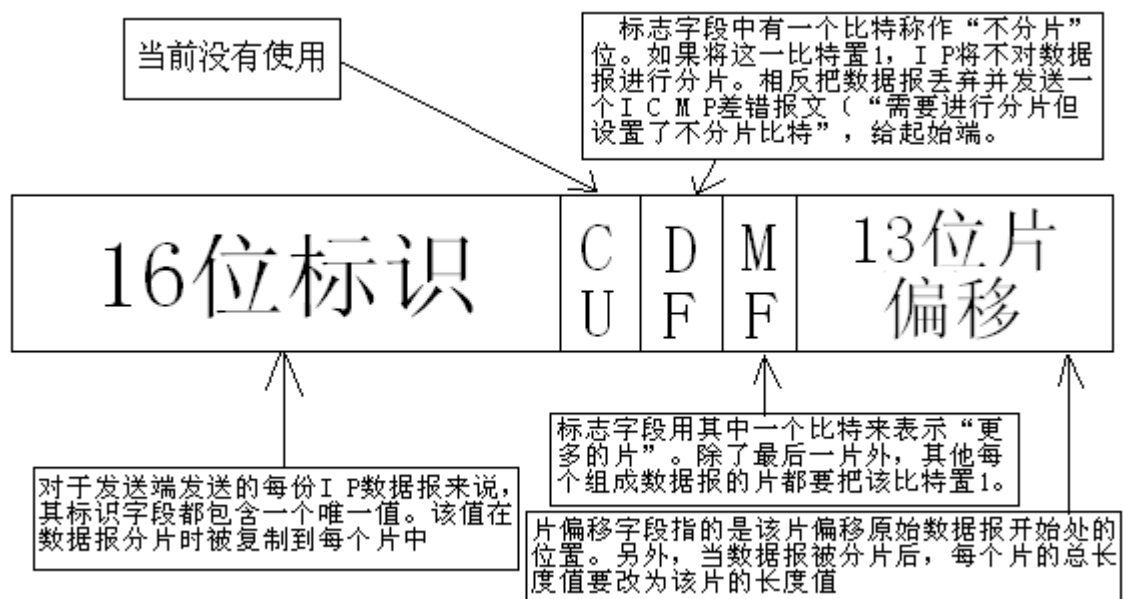 当前没有使用
标志字段中有一个比特称作“不分片”
位。如果将这一比特置1，I P将不对数据
报进行分片。相反把数据报丢弃并发送一
个I C M P差错报文（“需要进行分片但
设置了不分片比特”，给起始端。
16位标识
C
U
D
F
M
F
13位片
偏移
标志字段用其中一个比特来表示“更
多的片”。除了最后一片外，其他每
个组成数据报的片都要把该比特置1。
对于发送端发送的每份I P数据报来说，
其标识字段都包含一个唯一值。该值在
数据报分片时被复制到每个片中
片偏移字段指的是该片偏移原始数据报开始处的
位置。另外，当数据报被分片后，每个片的总长
度值要改为该片的长度值